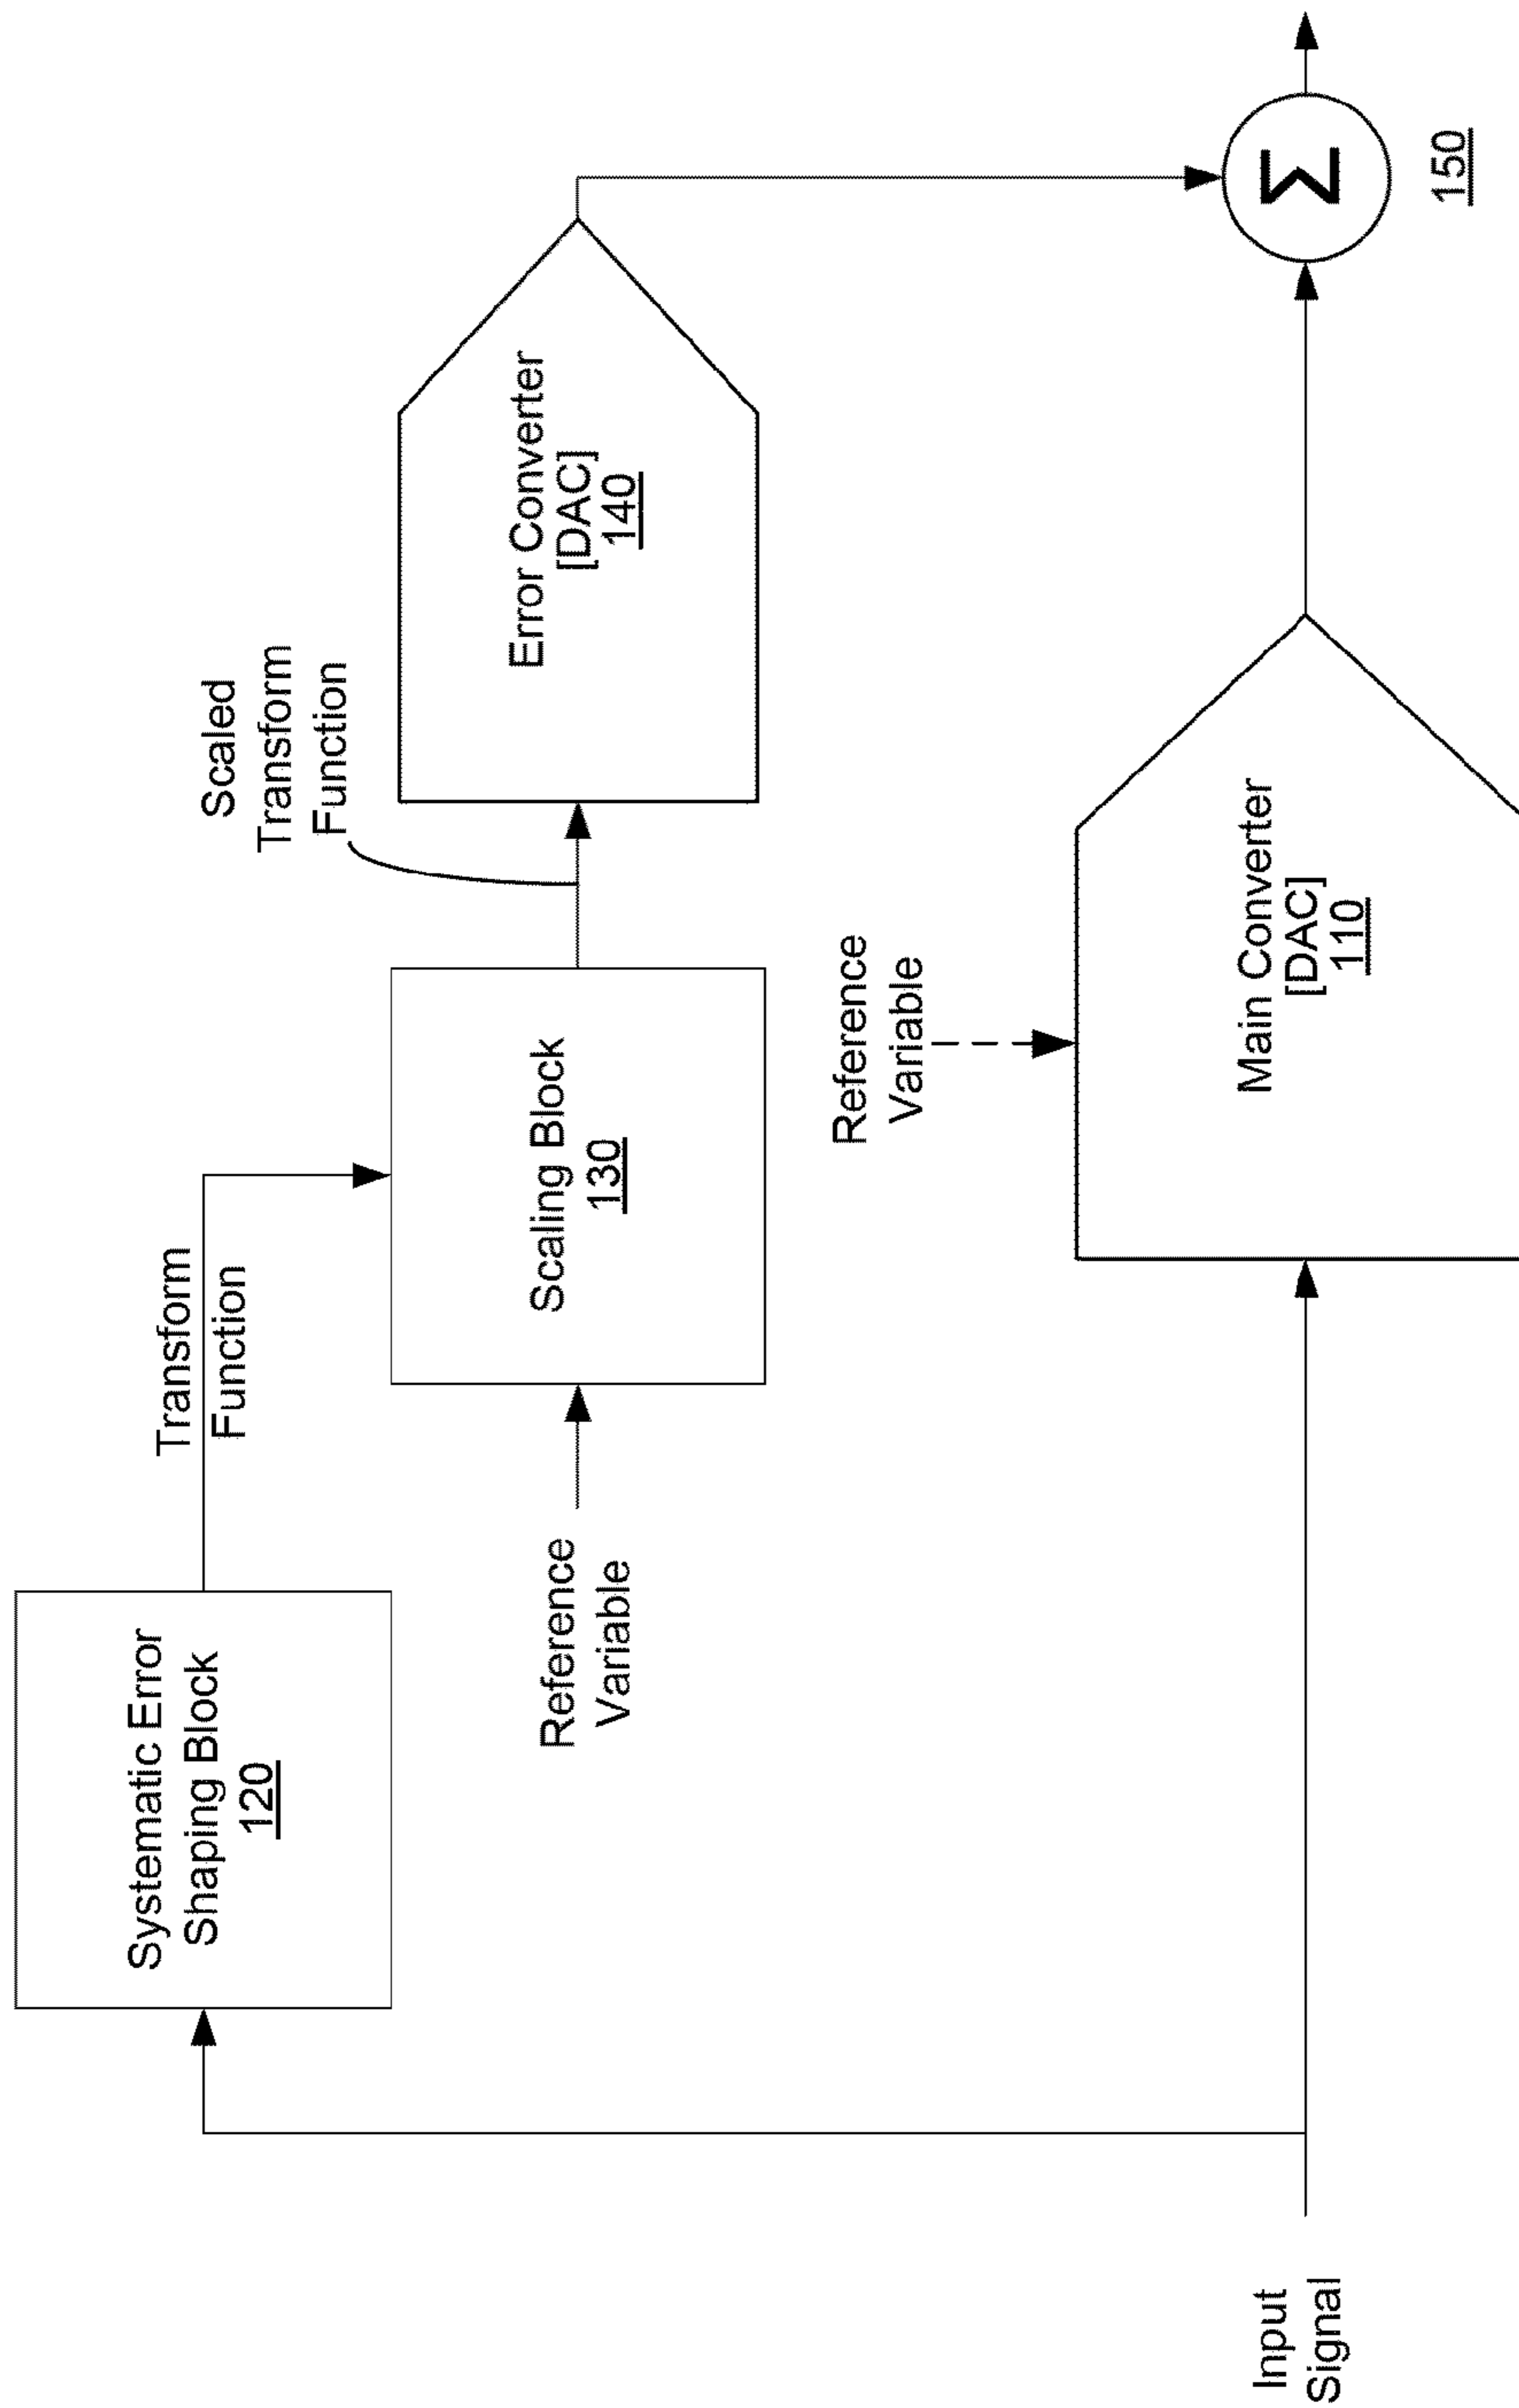 Systematic Error
Shaping Block
120
Transform
Function
Scaled
Transform
Function
Reference
Variable
Scaling Block
130
Error Converter
[DAC]
140
Reference
Variable
Input
Signal
Main Converter
[DAC]
110
Σ
150